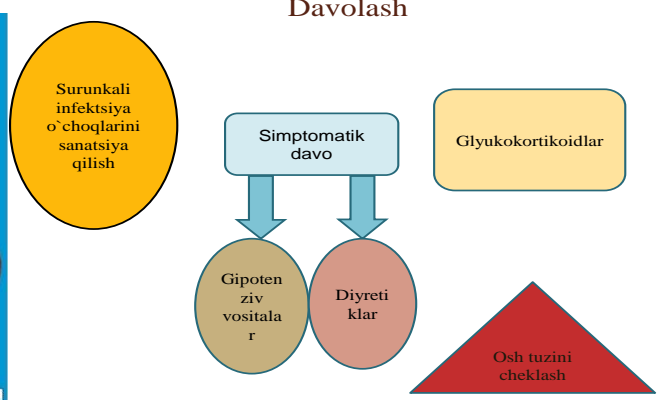 Davolash
Surunkali
infektsiya
o`choqlarini
sanatsiya
qilish
Simptomatik
davo
Glyukokortikoidlar
Gipoten
ziv
vositala
r
Diyreti
klar
Osh tuzini
cheklash